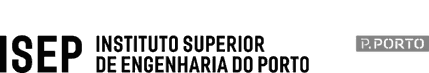 ISEP INSTITUTO SUPERIOR
DE ENGENHARIA DO PORTO
P.PORTO